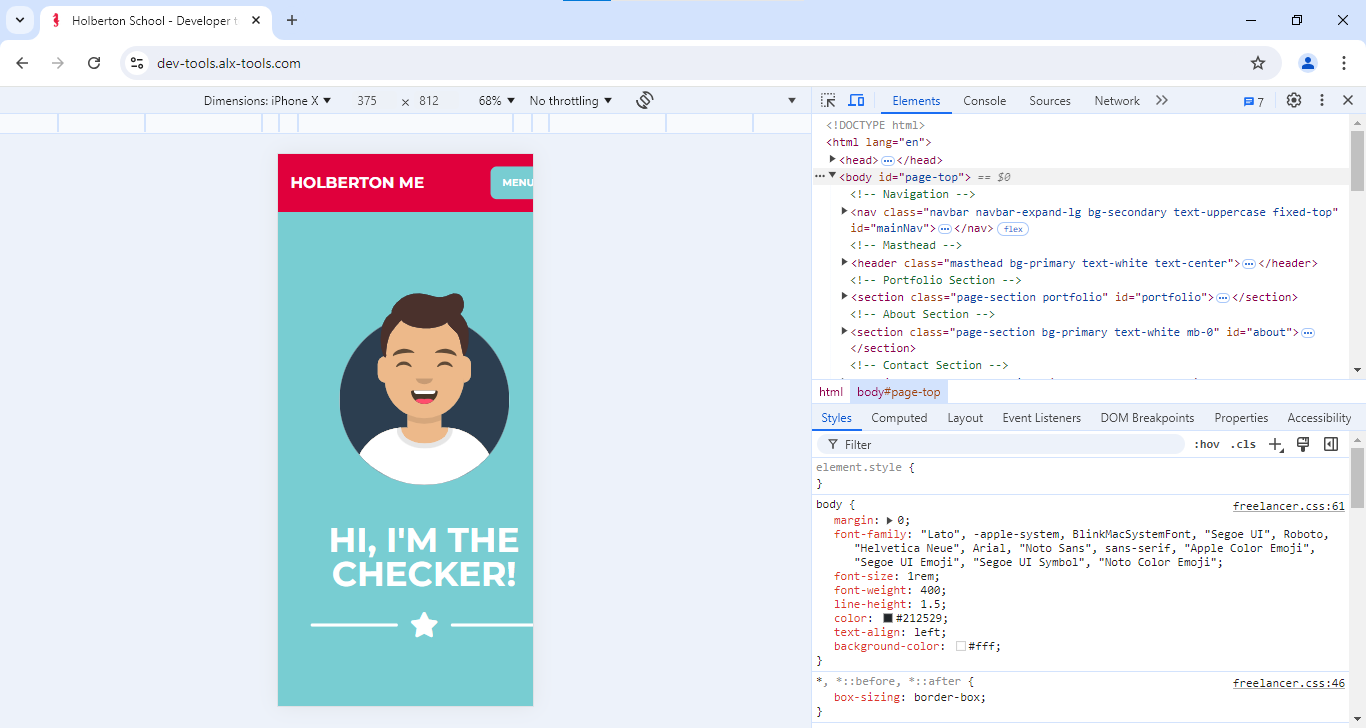 Holberton School - Developer t
dev-tools.alx-tools.com
Dimensions: iPhone X 375 × 812 68% No throttling
Elements Console Sources Network 7
HOLBERTON ME MENU
HI, I'M THE
CHECKER!
<!DOCTYPE html>
<html lang="en">
<head> ··· </head>
··· <body id="page-top"> == $0
<!-- Navigation -->
<nav class="navbar navbar-expand-lg bg-secondary text-uppercase fixed-top"
id="mainNav"> ··· </nav> flex
<!-- Masthead -->
<header class="masthead bg-primary text-white text-center"> ··· </header>
<!-- Portfolio Section -->
<section class="page-section portfolio" id="portfolio"> ··· </section>
<!-- About Section -->
<section class="page-section bg-primary text-white mb-0" id="about"> ···
</section>
<!-- Contact Section -->
html body#page-top
Styles Computed Layout Event Listeners DOM Breakpoints Properties Accessibility
Filter :hov .cls
element.style {
}
body { freelancer.css:61
margin: 0;
font-family: "Lato", -apple-system, BlinkMacSystemFont, "Segoe UI", Roboto,
"Helvetica Neue", Arial, "Noto Sans", sans-serif, "Apple Color Emoji",
"Segoe UI Emoji", "Segoe UI Symbol", "Noto Color Emoji";
font-size: 1rem;
font-weight: 400;
line-height: 1.5;
color: #212529;
text-align: left;
background-color: #fff;
}
*, *::before, *::after { freelancer.css:46
box-sizing: border-box;
}